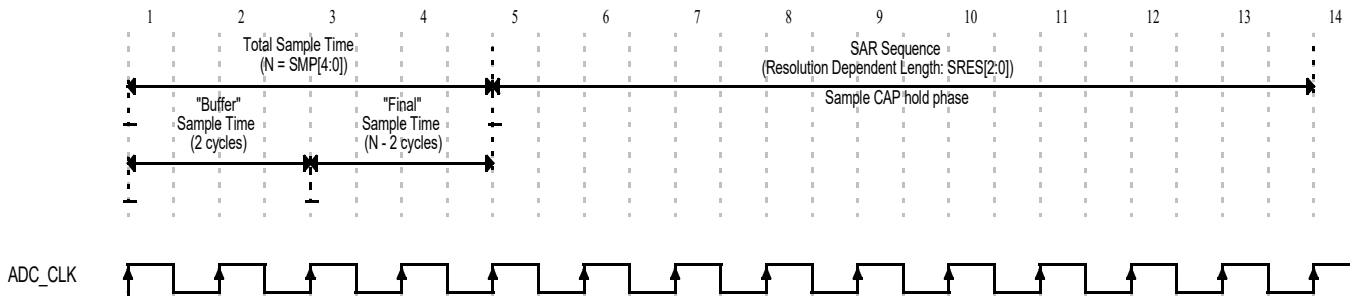 1 2 3 4 5 6 7 8 9 10 11 12 13 14
Total Sample Time
(N = SMP[4:0])
SAR Sequence
(Resolution Dependent Length: SRES[2:0])
Sample CAP hold phase
"Buffer"
Sample Time
(2 cycles)
"Final"
Sample Time
(N - 2 cycles)
ADC_CLK